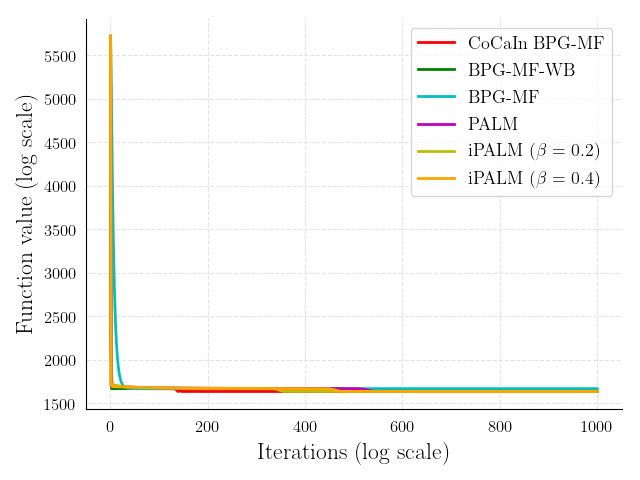 CoCaIn BPG-MF
BPG-MF-WB
BPG-MF
PALM
iPALM (β = 0.2)
iPALM (β = 0.4)
Function value (log scale)
5500
5000
4500
4000
3500
3000
2500
2000
1500
0 200 400 600 800 1000
Iterations (log scale)